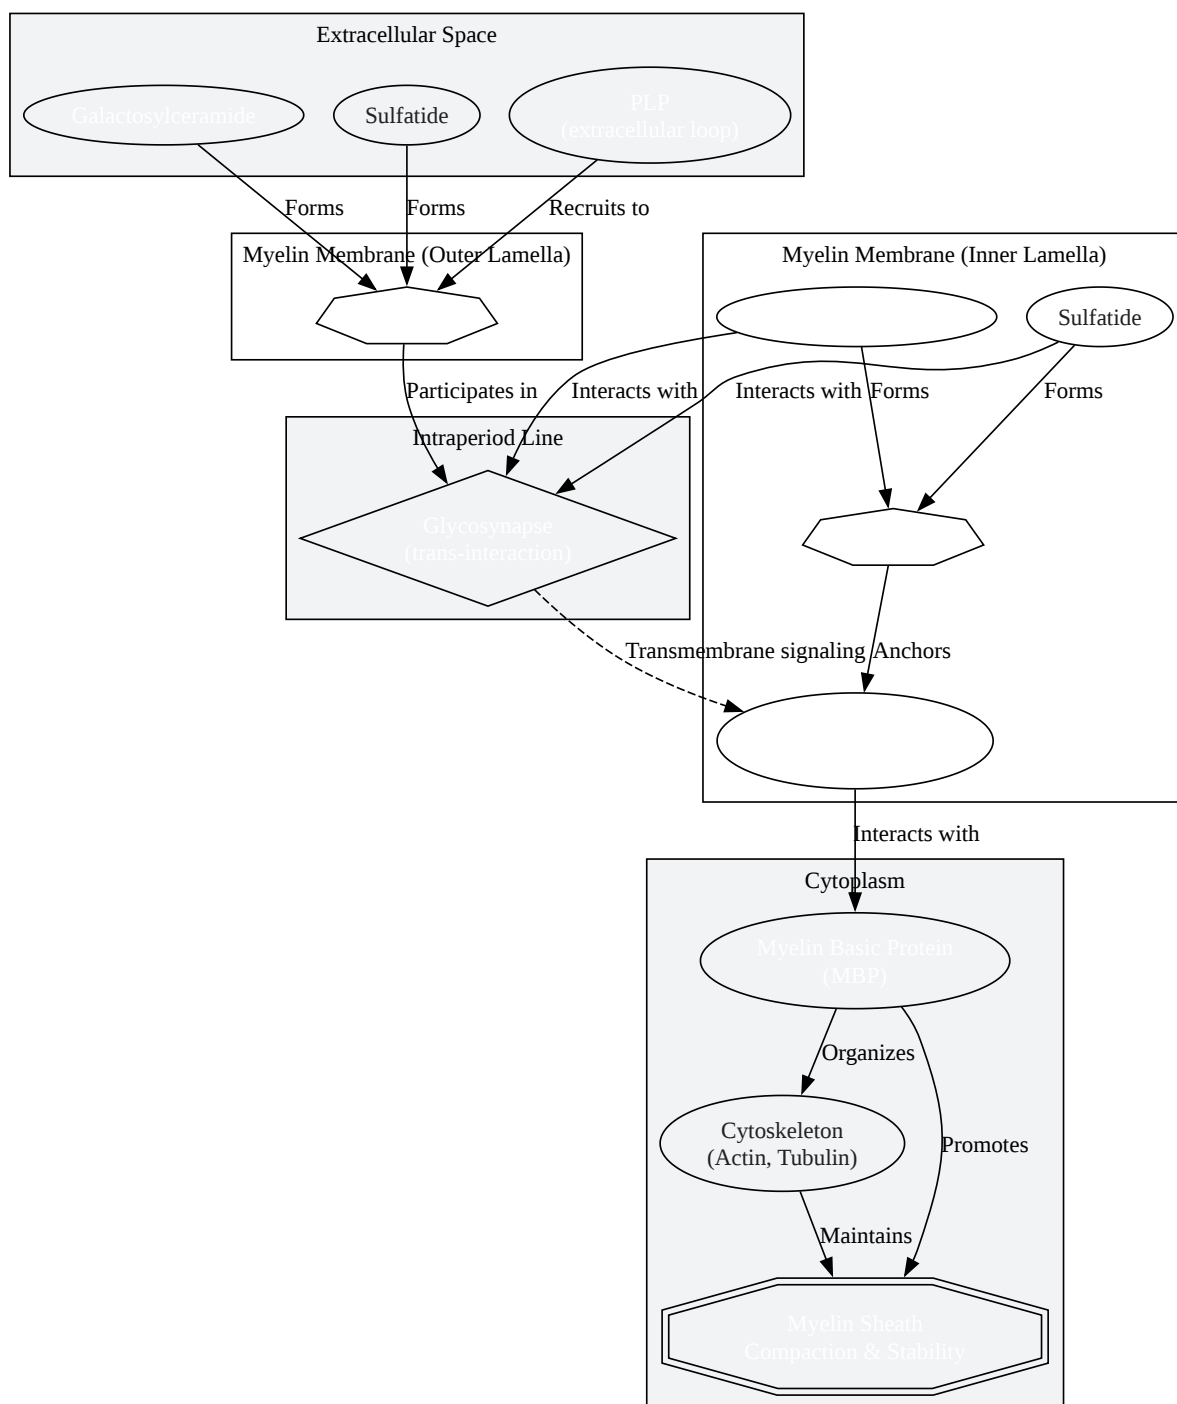 Extracellular Space
Galactosylceramide
Sulfatide
PLP
(extracellular loop)
Forms
Forms
Recruits to
Myelin Membrane (Outer Lamella)
Myelin Membrane (Inner Lamella)
Sulfatide
Participates in
Interacts with
Interacts with
Forms
Forms
Intraperiod Line
Glycosynapse
(trans-interaction)
Transmembrane signaling
Anchors
Interacts with
Cytoplasm
Myelin Basic Protein
(MBP)
Organizes
Cytoskeleton
(Actin, Tubulin)
Promotes
Maintains
Myelin Sheath
Compaction & Stability